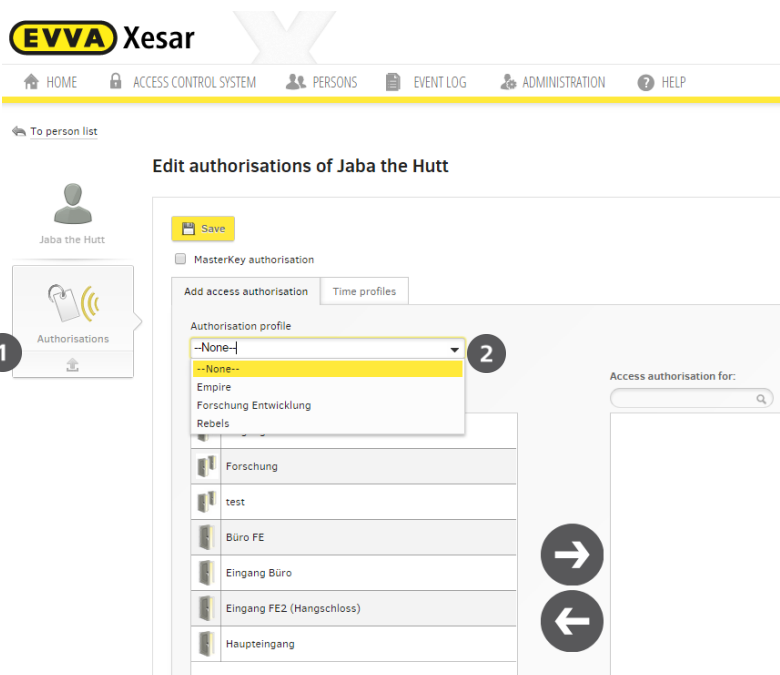 EVVA Xesar
HOME ACCESS CONTROL SYSTEM PERSONS EVENT LOG ADMINISTRATION ? HELP
To person list
Edit authorisations of Jaba the Hutt
Jaba the Hutt
Save
MasterKey authorisation
Add access authorisation Time profiles
Authorisations
1
Authorisation profile
--None--
2
--None--
Empire
Forschung Entwicklung
Rebels
Access authorisation for:
Forschung
test
Büro FE
Eingang Büro
Eingang FE2 (Hangschloss)
Haupteingang